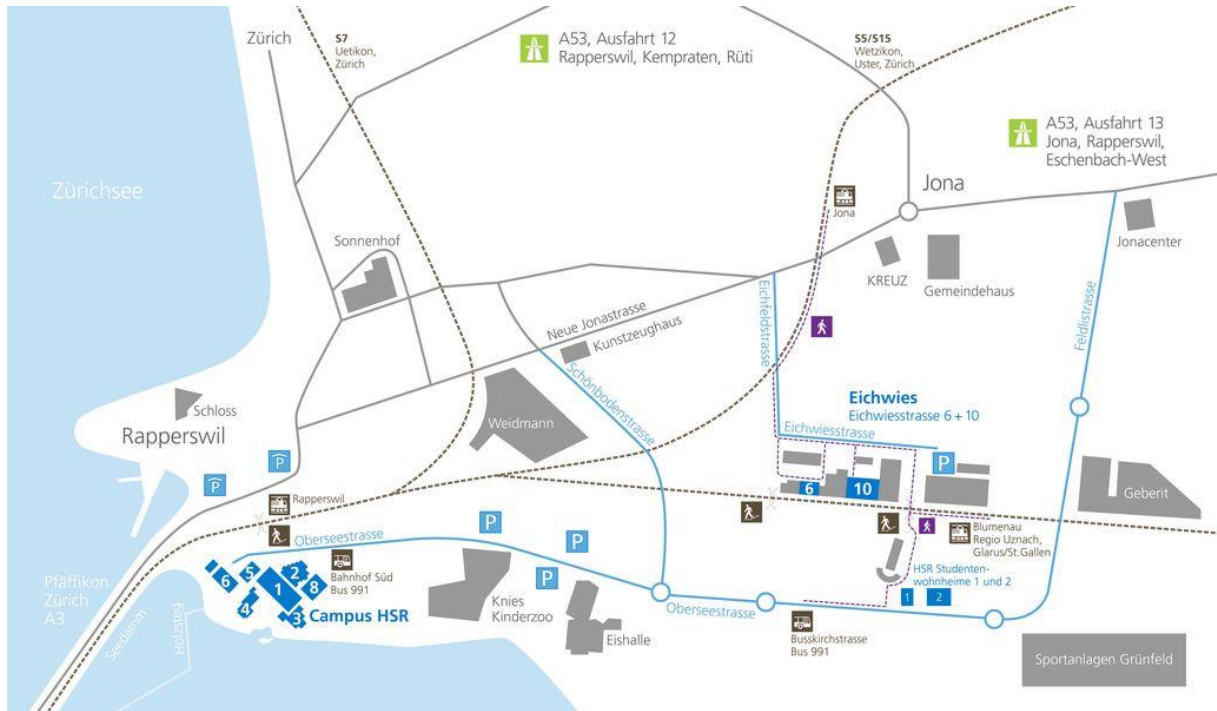 Zürich
S7
Uetikon,
Zürich
A53, Ausfahrt 12
Rapperswil, Kempraten, Rüti
S5/S15
Wetzikon,
Uster, Zürich
A53, Ausfahrt 13
Jona, Rapperswil,
Eschenbach-West
Zürichsee
Jona
Jona
Jonacenter
Sonnenhof
KREUZ
Gemeindehaus
Neue Jonastrasse
Kunstzeughaus
Eichfeldstrasse
Feldlistrasse
Schönbodenstrasse
Schloss
Rapperswil
Weidmann
Eichwies
Eichwiesstrasse 6 + 10
Eichwiesstrasse
P
P
P
6
10
Geberit
Rapperswil
P
P
P
Blumenau
Regio Uznach,
Glarus/St.Gallen
Oberseestrasse
Bahnhof Süd
Bus 991
HSR Studenten-
wohnheime 1 und 2
1
2
6
5
2
1
8
4
3
Campus HSR
Pfäffikon
Zürich
A3
Seedamm
Holzsteg
Knies
Kinderzoo
Eishalle
Oberseestrasse
Busskirchstrasse
Bus 991
Sportanlagen Grünfeld